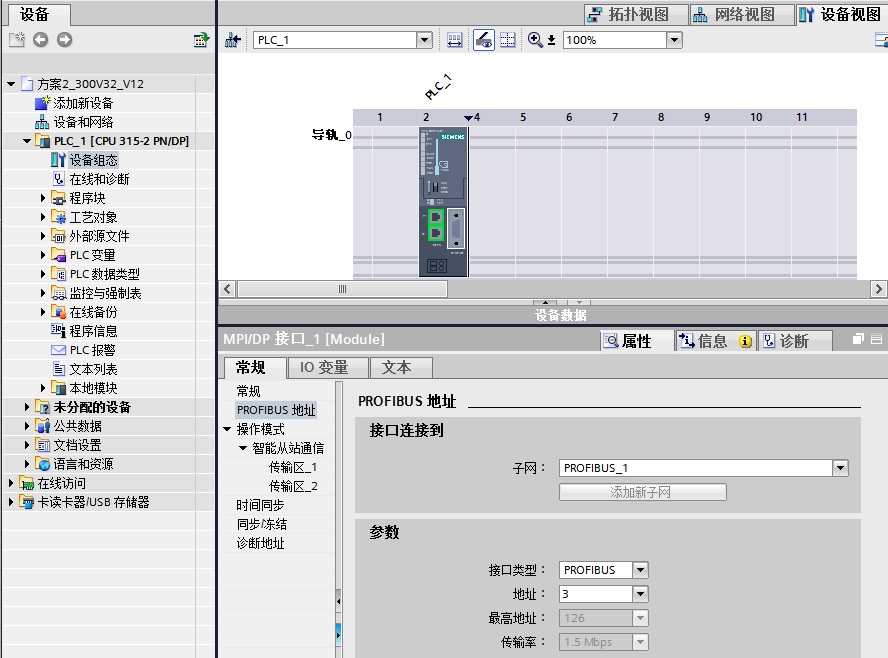 设备
拓扑视图
网络视图
设备视图
PLC_1
100%
方案2_300V32_V12
添加新设备
设备和网络
PLC_1 [CPU 315-2 PN/DP]
设备组态
在线和诊断
程序块
工艺对象
外部源文件
PLC 变量
PLC 数据类型
监控与强制表
在线备份
程序信息
PLC 报警
文本列表
本地模块
未分配的设备
公共数据
文档设置
语言和资源
在线访问
卡读卡器/USB 存储器
PLC_1
1 2 4 5 6 7 8 9 10 11
导轨_0
SIEMENS
设备数据
MPI/DP 接口_1 [Module]
属性
信息
诊断
常规
IO 变量
文本
常规
PROFIBUS 地址
操作模式
智能从站通信
传输区_1
传输区_2
时间同步
同步/冻结
诊断地址
PROFIBUS 地址
接口连接到
子网：
PROFIBUS_1
添加新子网
参数
接口类型：
PROFIBUS
地址：
3
最高地址：
126
传输率：
1.5 Mbps